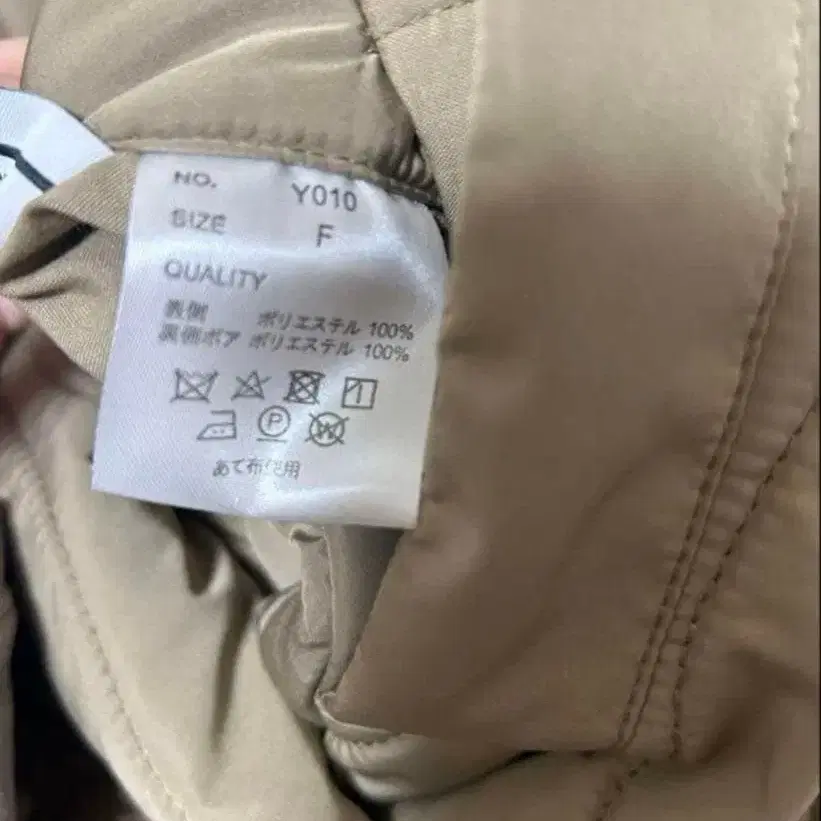 NO. Y010
SIZE F
QUALITY
表側 ポリエステル 100%
裏側ボア ポリエステル 100%
P
W
あて布使用